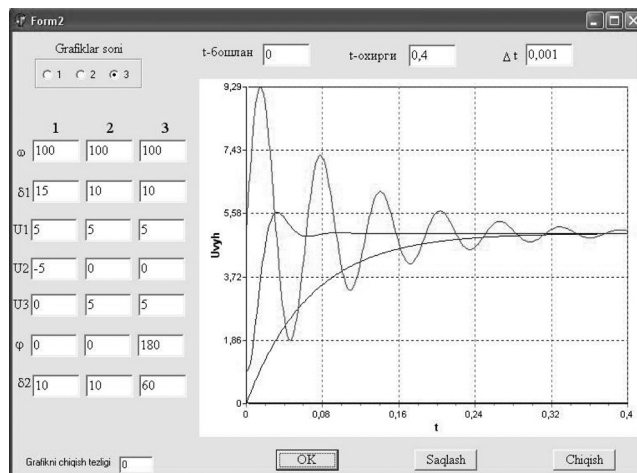 Form2
Grafiklar soni
1 2 3
t-бошлан 0
t-охирги 0,4
Δt 0,001
1 2 3
ω 100 100 100
δ1 15 10 10
U1 5 5 5
U2 -5 0 0
U3 0 5 5
φ 0 0 180
δ2 10 10 60
Grafikni chiqish tezligi 0
9,29
7,43
5,58
3,72
1,86
0
Uvyh
0 0,08 0,16 0,24 0,32 0,4
t
OK
Saqlash
Chiqish